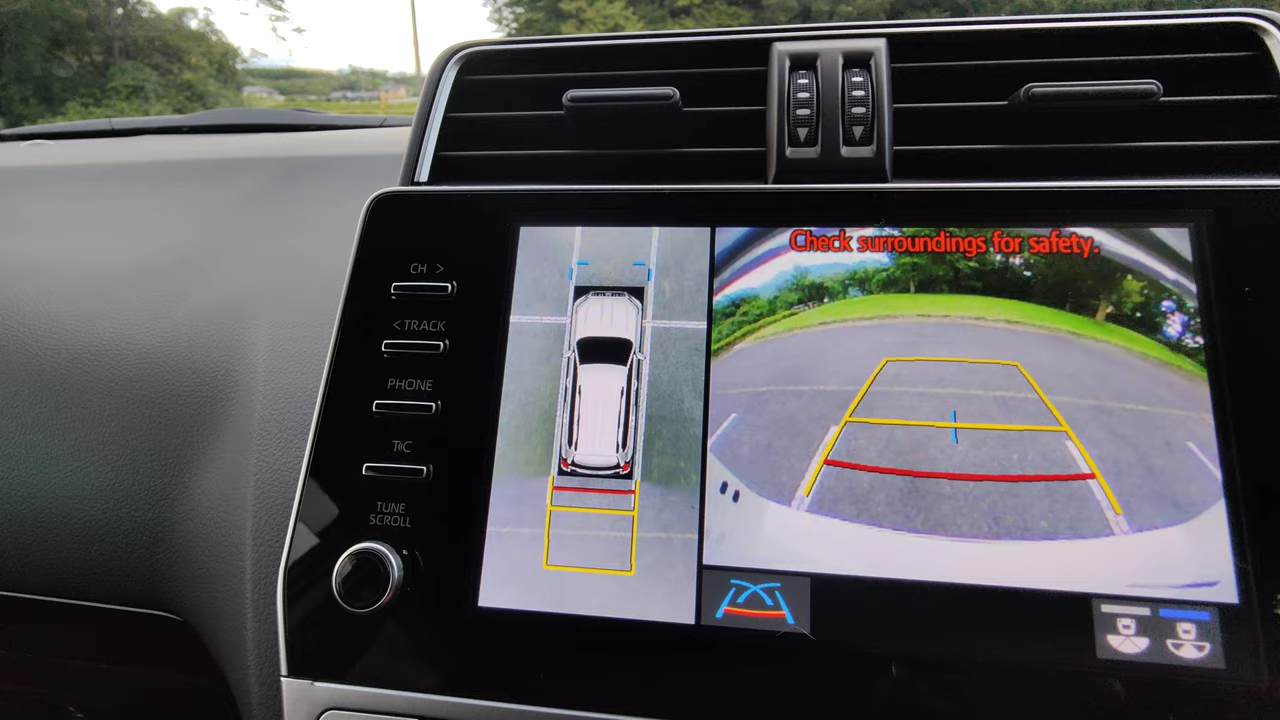 Check surroundings for safety.
CH >
< TRACK
PHONE
TUNE
SCROLL